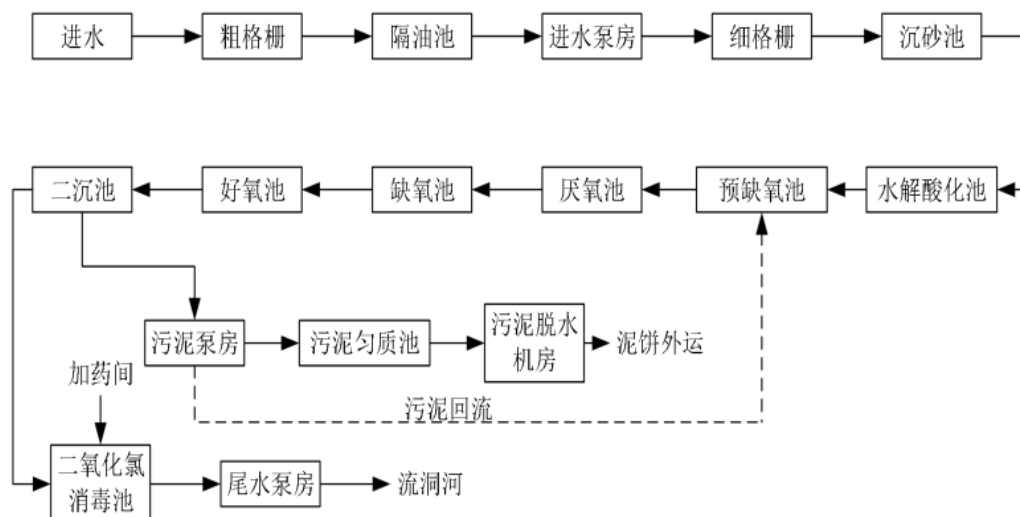 进水
粗格栅
隔油池
进水泵房
细格栅
沉砂池
二沉池
好氧池
缺氧池
厌氧池
预缺氧池
水解酸化池
污泥泵房
污泥匀质池
污泥脱水
机房
泥饼外运
加药间
污泥回流
二氧化氯
消毒池
尾水泵房
流洞河